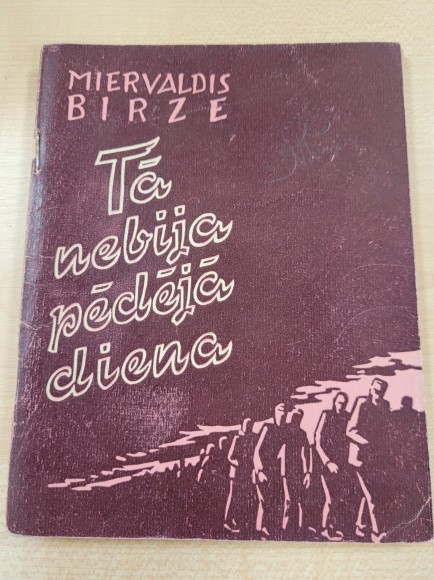 MIERVALDIS
BIRZE
Tā
nebija
pēdējā
diena